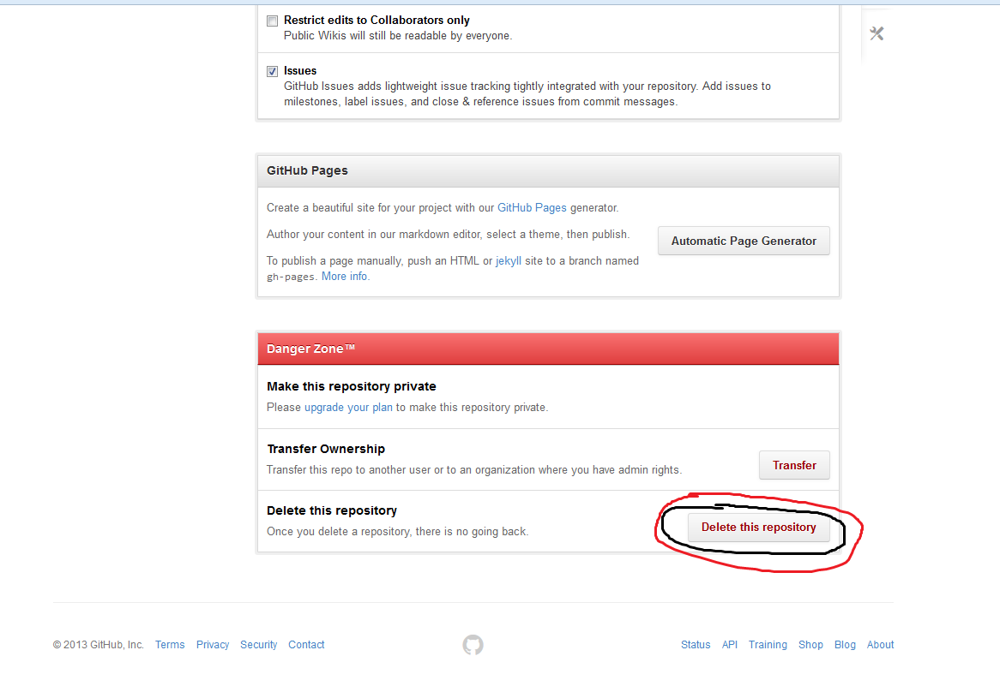 Restrict edits to Collaborators only
Public Wikis will still be readable by everyone.
Issues
GitHub Issues adds lightweight issue tracking tightly integrated with your repository. Add issues to
milestones, label issues, and close & reference issues from commit messages.
GitHub Pages
Create a beautiful site for your project with our GitHub Pages generator.
Author your content in our markdown editor, select a theme, then publish.
To publish a page manually, push an HTML or jekyll site to a branch named
gh-pages. More info.
Automatic Page Generator
Danger Zone™
Make this repository private
Please upgrade your plan to make this repository private.
Transfer Ownership
Transfer this repo to another user or to an organization where you have admin rights.
Transfer
Delete this repository
Once you delete a repository, there is no going back.
Delete this repository
© 2013 GitHub, Inc. Terms Privacy Security Contact
Status API Training Shop Blog About